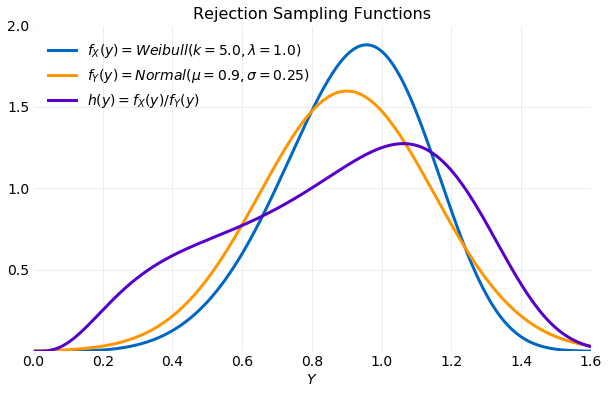 Rejection Sampling Functions
2.0
f_X(y) = Weibull(k = 5.0, λ = 1.0)
f_Y(y) = Normal(μ = 0.9, σ = 0.25)
h(y) = f_X(y)/f_Y(y)
1.5
1.0
0.5
0.0 0.2 0.4 0.6 0.8 1.0 1.2 1.4 1.6
Y